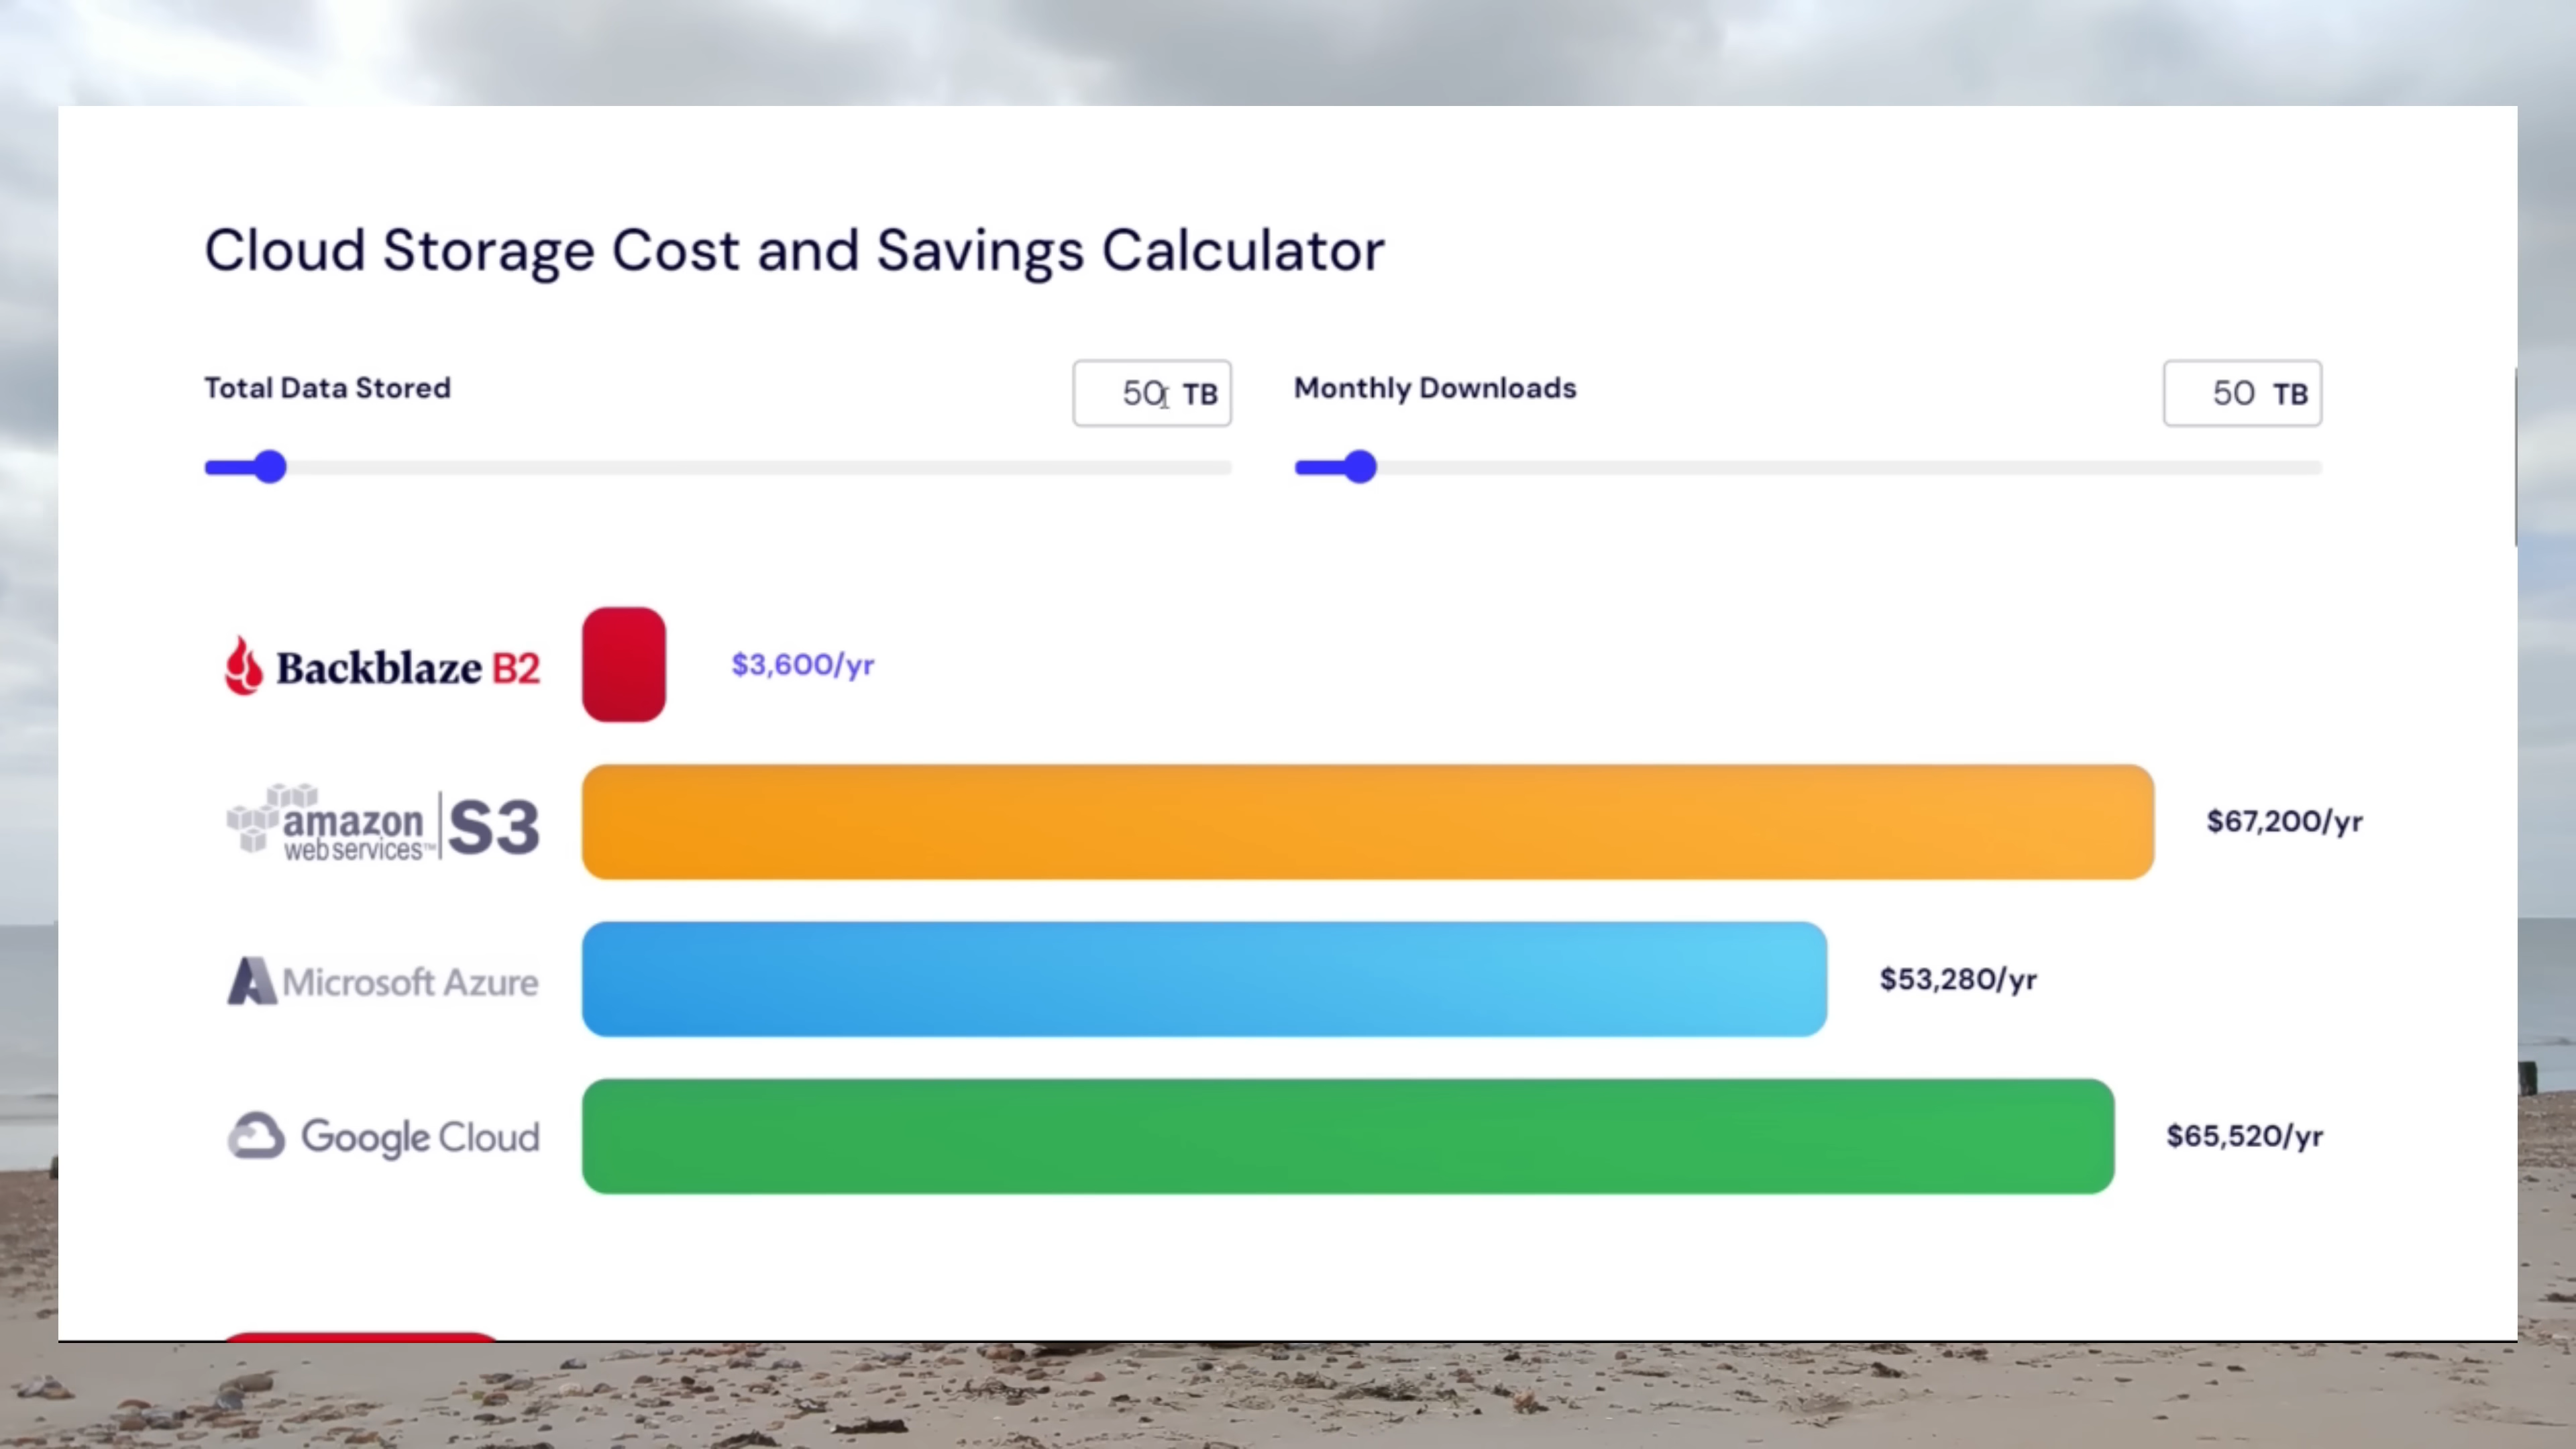 Cloud Storage Cost and Savings Calculator
Total Data Stored
50 TB
Monthly Downloads
50 TB
Backblaze B2
$3,600/yr
amazon
web services™
S3
$67,200/yr
Microsoft Azure
$53,280/yr
Google Cloud
$65,520/yr